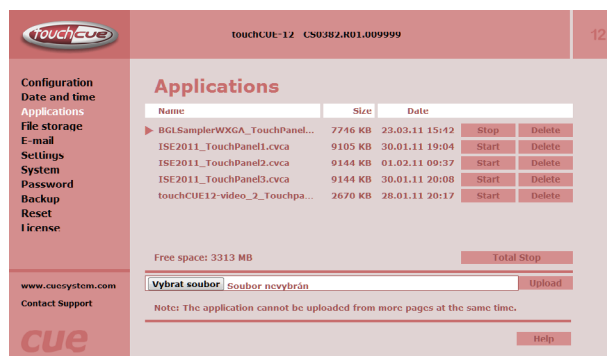 touchcue
touchCUE-12 CS0382.R01.009999
12
Configuration
Date and time
Applications
File storage
E-mail
Settings
System
Password
Backup
Reset
License
www.cuesystem.com
Contact Support
cue
Applications
Name Size Date
BGLSamplerWXGA_TouchPanel... 7746 KB 23.03.11 15:42 Stop Delete
ISE2011_TouchPanel1.cvca 9105 KB 30.01.11 19:04 Start Delete
ISE2011_TouchPanel2.cvca 9144 KB 01.02.11 09:37 Start Delete
ISE2011_TouchPanel3.cvca 9144 KB 30.01.11 20:08 Start Delete
touchCUE12-video_2_Touchpa... 2670 KB 28.01.11 20:17 Start Delete
Free space: 3313 MB Total Stop
Vybrat soubor Soubor nevybrán Upload
Note: The application cannot be uploaded from more pages at the same time.
Help